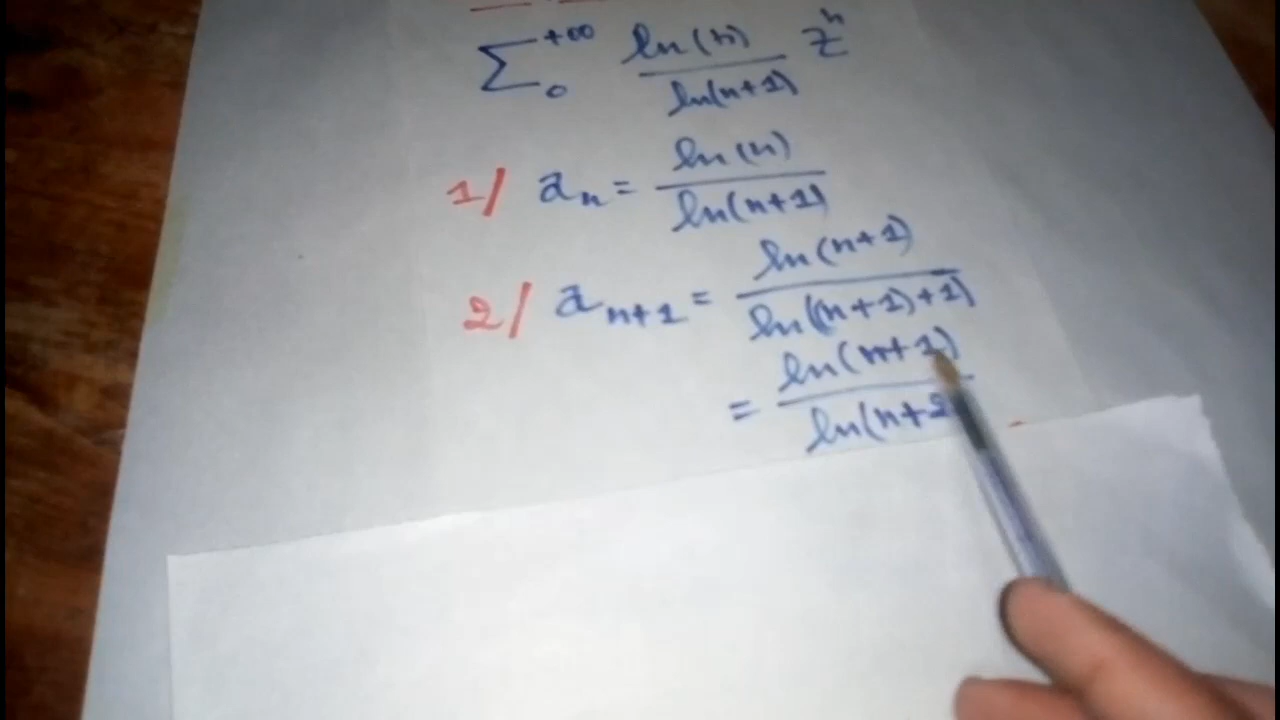 ∑₀⁺∞ ln(n)/ln(n+1) zⁿ
1/ aₙ = ln(n)/ln(n+1)
2/ aₙ₊₁ = ln(n+1)/ln((n+1)+1)
= ln(n+1)/ln(n+2